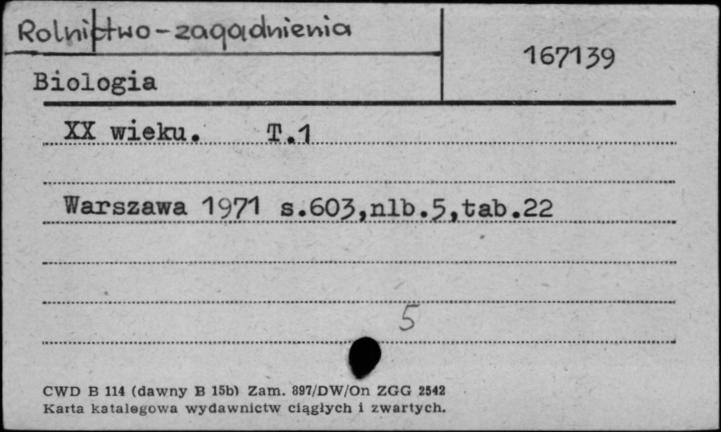 Rolnictwo-zagadnienia
167139
Biologia
XX wieku. T.1
Warszawa 1971 s.603,nlb.5,tab.22
5
CWD B 114 (dawny B 15b) Zam. 897/DW/On ZGG 2542
Karta katalogowa wydawnictw ciągłych i zwartych.